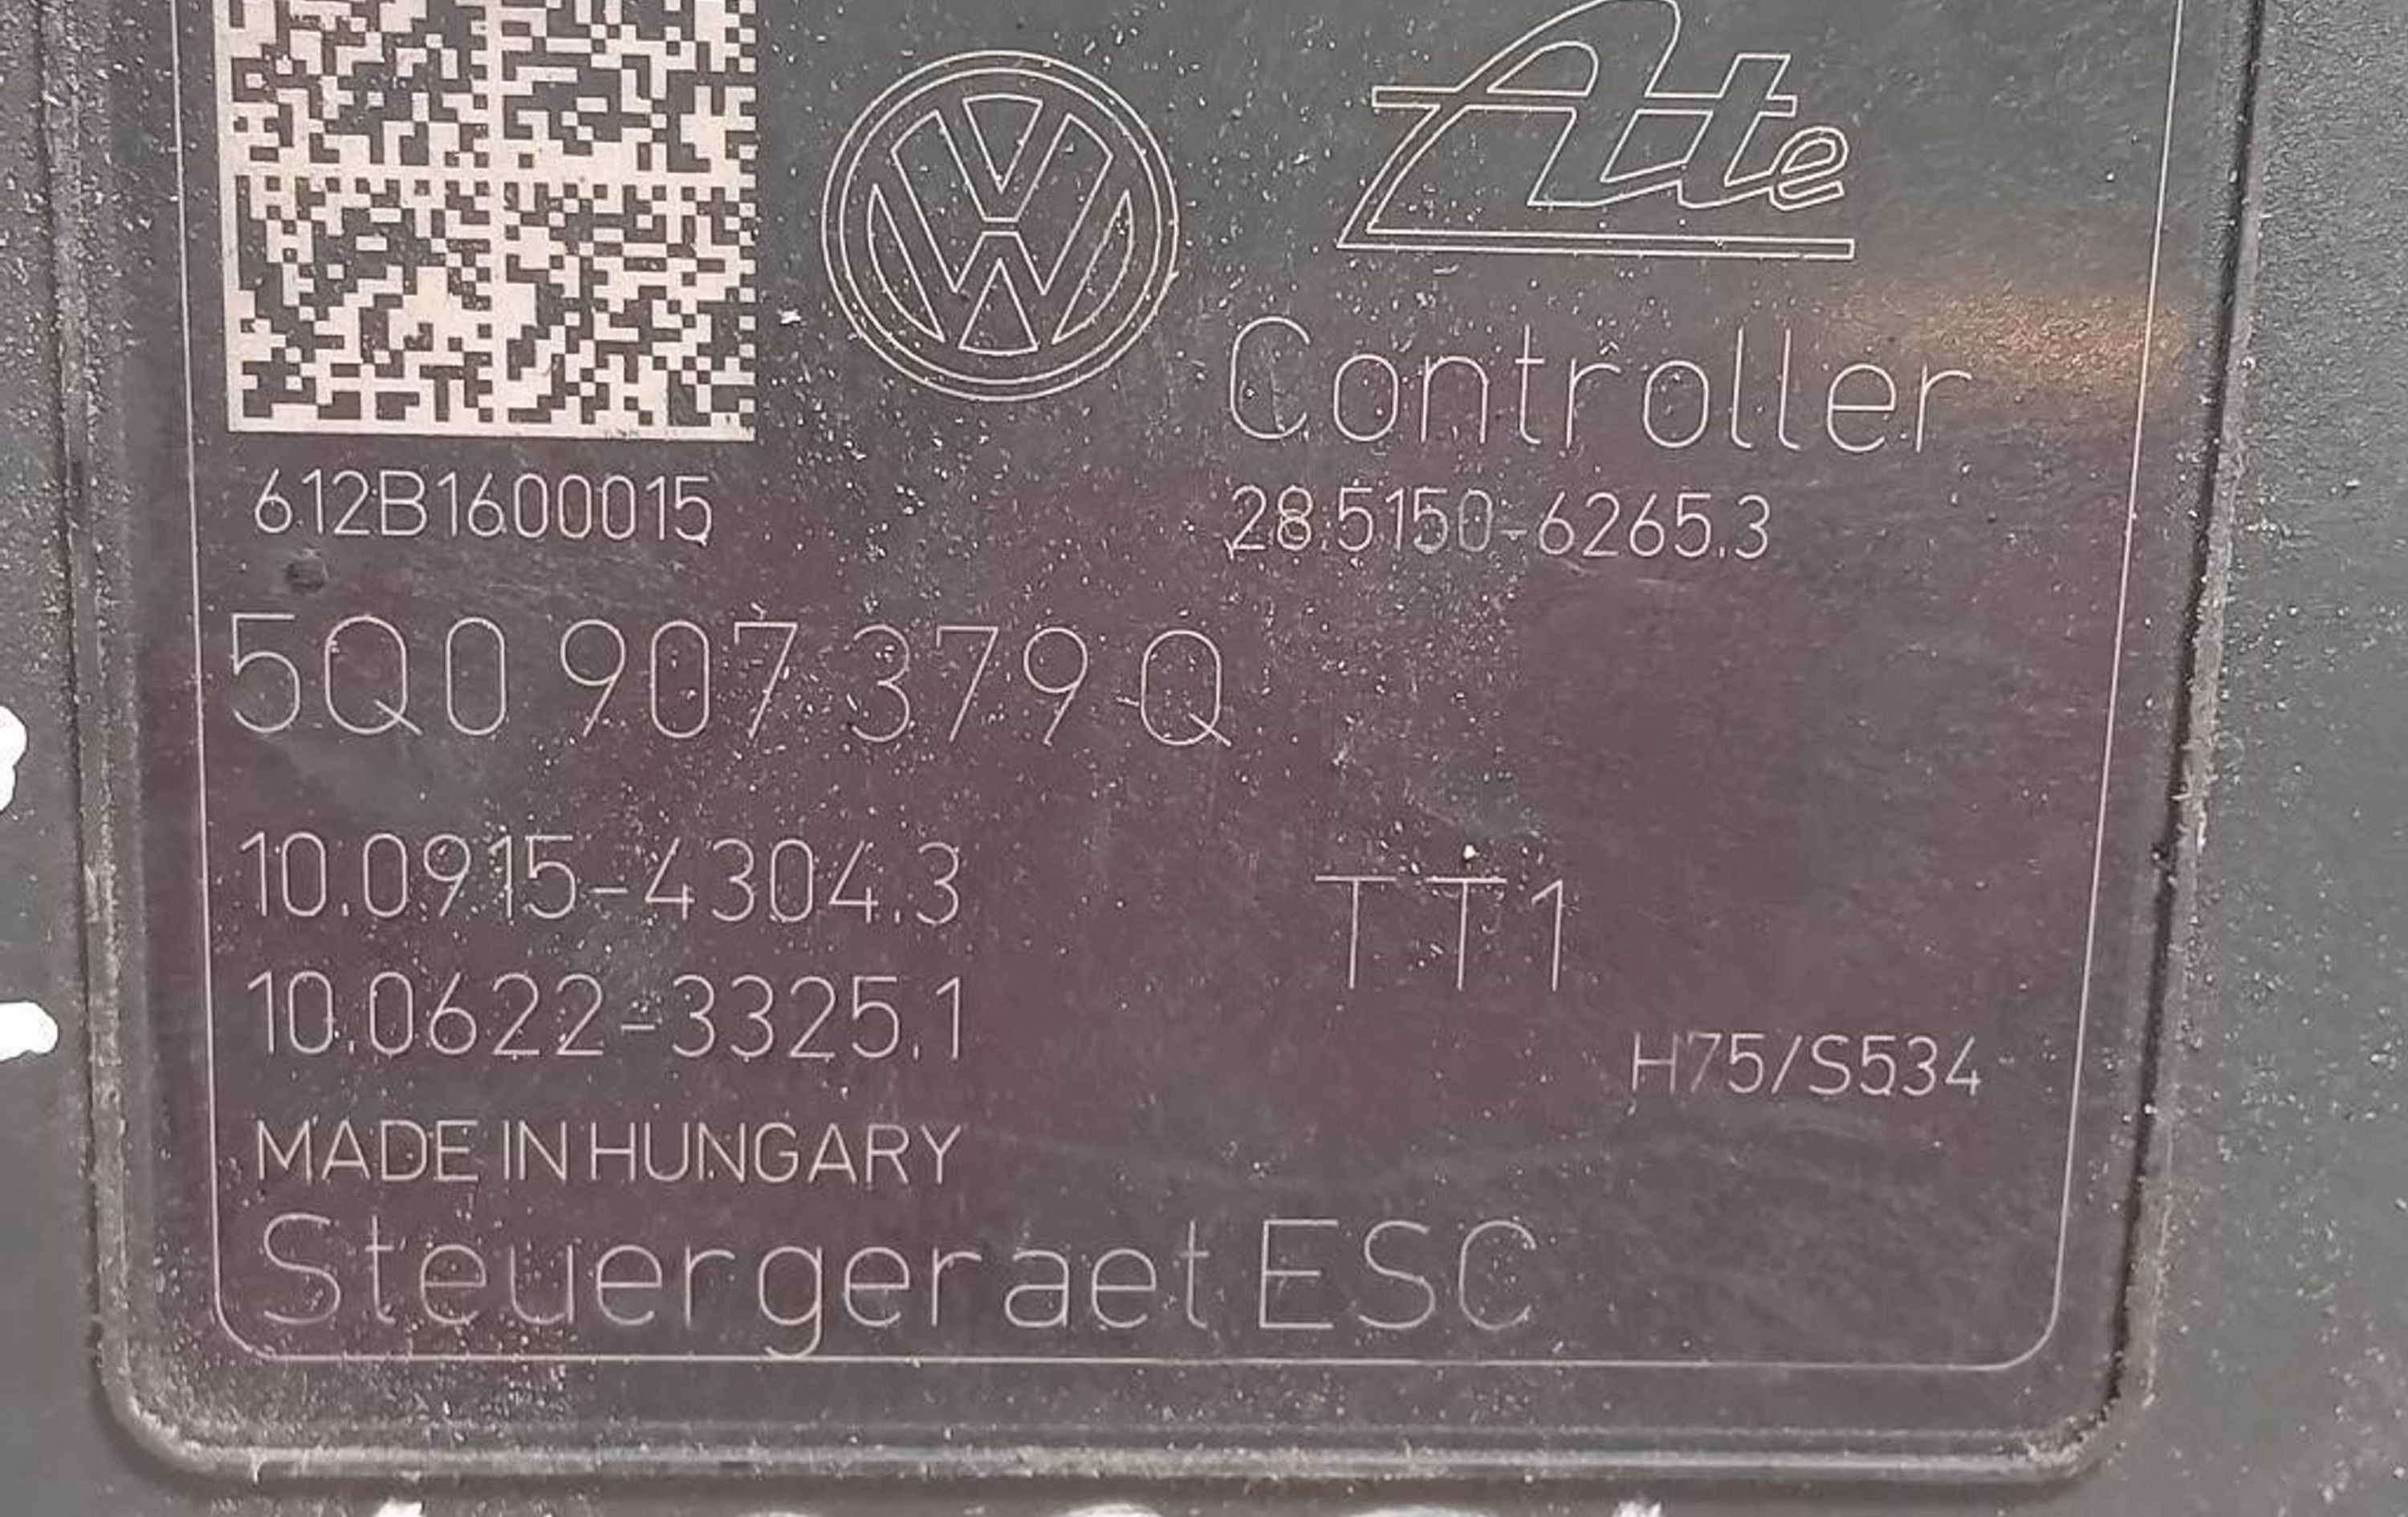 Ate
Controller
612B1600015
28.5150-6265.3
5Q0 907 379 Q
10.0915-4304.3
TT1
10.0622-3325.1
H75/S534
MADE IN HUNGARY
Steuergeraet ESC